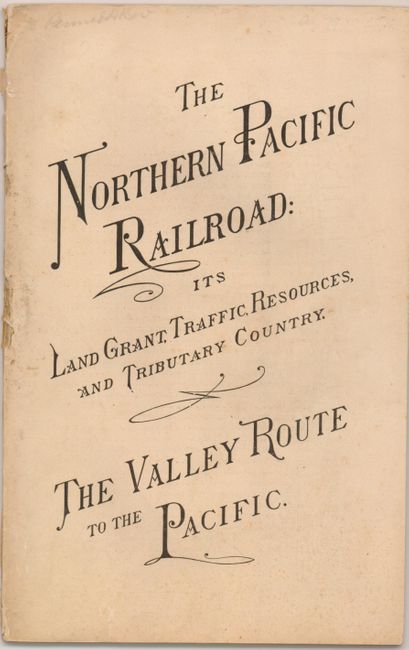 THE
NORTHERN PACIFIC
RAILROAD:
ITS
LAND GRANT, TRAFFIC, RESOURCES,
AND TRIBUTARY COUNTRY.
THE VALLEY ROUTE
TO THE PACIFIC.